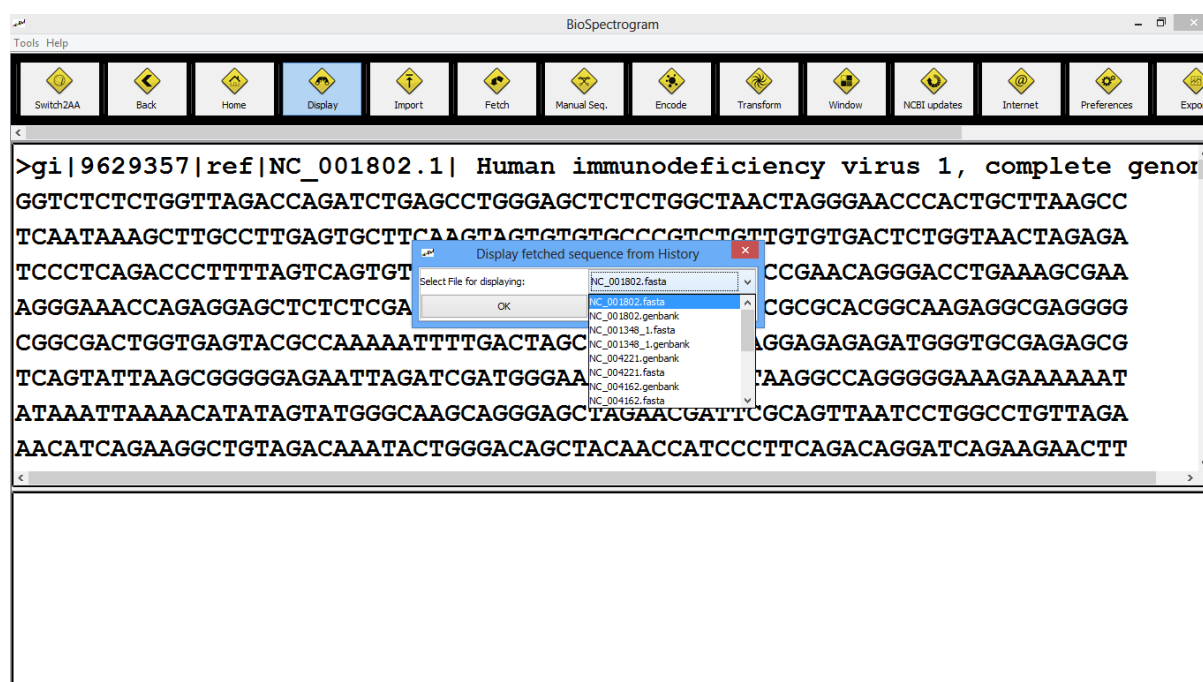 BioSpectrogram
Tools Help
Switch2AA Back Home Display Import Fetch Manual Seq. Encode Transform Window NCBI updates Internet Preferences
>gi|9629357|ref|NC_001802.1| Human immunodeficiency virus 1, complete
GGTCTCTCTGGTTAGACCAGATCTGAGCCTGGGAGCTCTCTGGCTAACTAGGGAACCCACTGCTTAAGCC
TCAATAAAGCTTGCCTTGAGTGCTTCAAGTAGTGTGTGCCCGTCTGTTGTGTGACTCTGGTAACTAGAGA
TCCCTCAGACCCTTTTAGTCAGTGT CCGAACAGGGACCTGAAAGCGAA
AGGGAAACCAGAGGAGCTCTCTCGA CGCGCACGGCAAGAGGCGAGGGG
CGGCGACTGGTGAGTACGCCAAAAATTTTGACTAGC AGGAGAGAGATGGGTGCGAGAGCG
TCAGTATTAAGCGGGGGAGAATTAGATCGATGGGAA TAAGGCCAGGGGGAAAGAAAAAAT
ATAAATTAAAACATATAGTATGGGCAAGCAGGGAGCTAGAACGATTCGCAGTTAATCCTGGCCTGTTAGA
AACATCAGAAGGCTGTAGACAAATACTGGGACAGCTACAACCATCCCTTCAGACAGGATCAGAAGAACTT
Display fetched sequence from History
Select File for displaying: NC_001802.fasta
OK
NC_001802.fasta
NC_001802.genbank
NC_001348_1.fasta
NC_001348_1.genbank
NC_004221.genbank
NC_004221.fasta
NC_004162.genbank
NC_004162.fasta